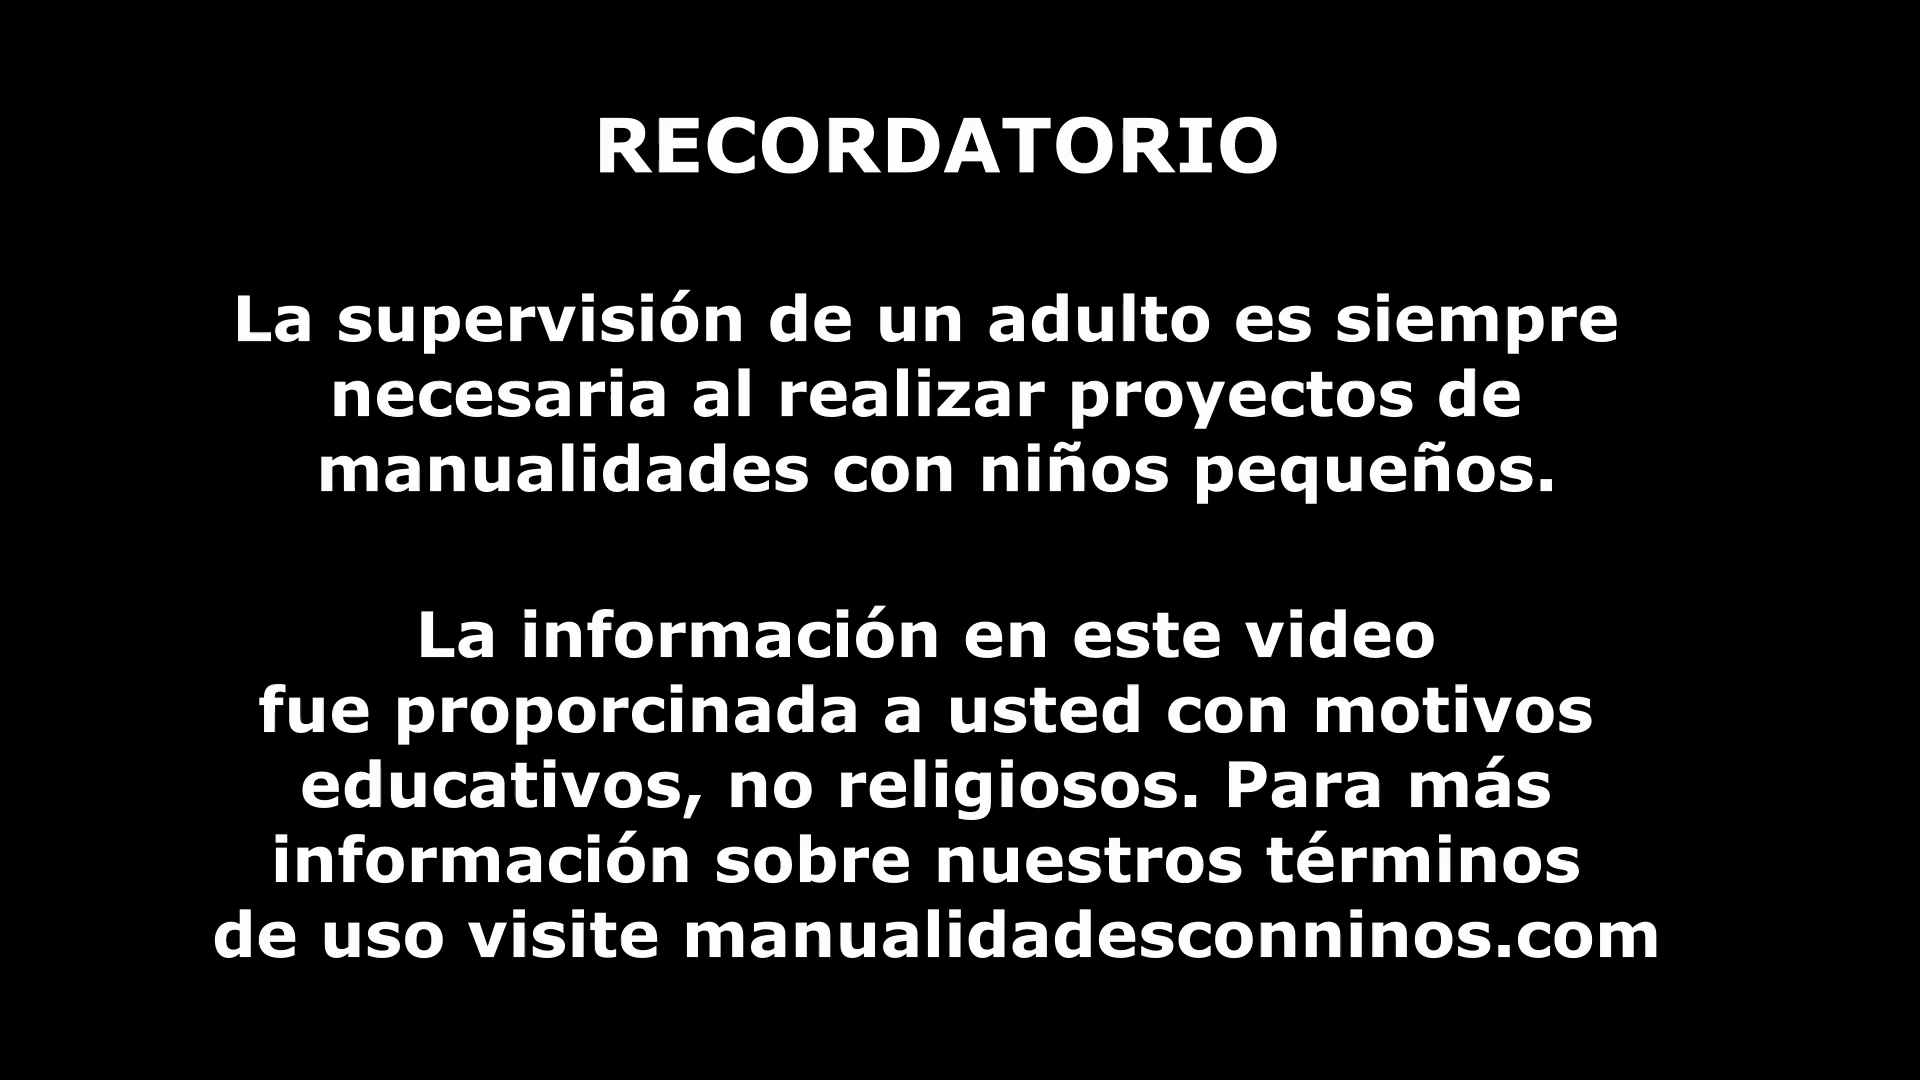 RECORDATORIO
La supervisión de un adulto es siempre
necesaria al realizar proyectos de
manualidades con niños pequeños.
La información en este video
fue proporcinada a usted con motivos
educativos, no religiosos. Para más
información sobre nuestros términos
de uso visite manualidadesconninos.com